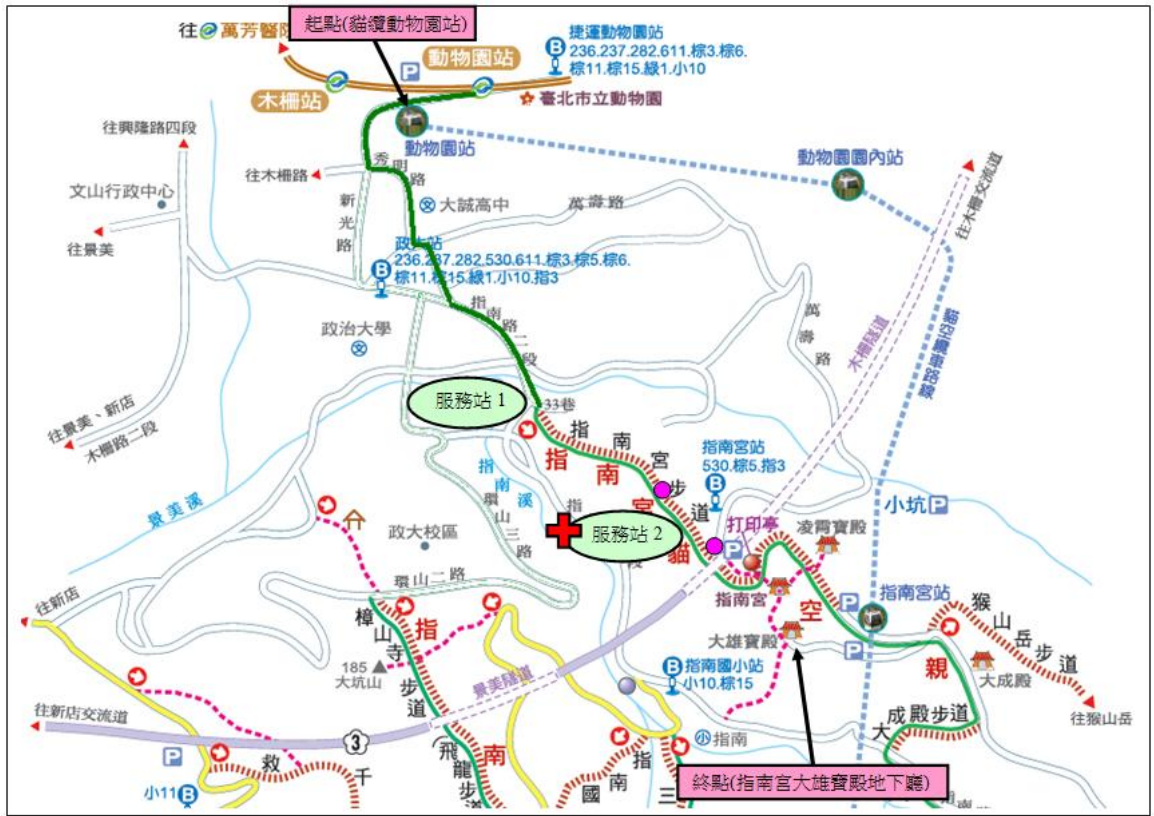 起點(貓纜動物園站)
往萬芳醫院
動物園站
捷運動物園站
236.237.282.611.棕3.棕6.
棕11.棕15.綠1.小10
木柵站
臺北市立動物園
往興隆路四段
動物園站
動物園園內站
往木柵交流道
往木柵路
秀明路
文山行政中心
新光路
大誠高中
萬壽路
往景美
政大站
236.237.282.530.611.棕3.棕5.棕6.
棕11.棕15.綠1.小10.指3
指南路二段
政治大學
萬壽路
木柵隧道
貓空纜車路線
服務站 1
33巷
往景美、新店
木柵路二段
指南宮步道
指南宮貓空親
指南宮站
530.棕5.指3
小坑
景美溪
指南溪
環山三路
指
段
政大校區
服務站 2
打印亭
凌霄寶殿
環山二路
指南宮
指南宮站
往新店
大雄寶殿
猴山岳步道
樟山寺步道
指南
185
大坑山
景美隧道
指南國小站
小10.棕15
大成殿
往猴山岳
往新店交流道
3
大成殿步道
(飛龍步道
小指南
救千
小11
國南
指三
終點(指南宮大雄寶殿地下廳)